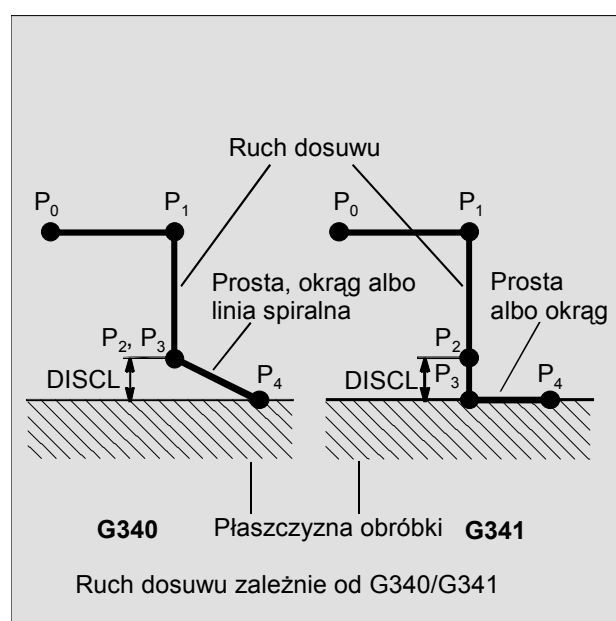 Ruch dosuwu
P0 P1 P0 P1
Prosta, okrąg albo
linia spiralna
Prosta
albo okrąg
P2, P3
DISCL
P4
P2
DISCL
P3
P4
G340 Płaszczyzna obróbki G341
Ruch dosuwu zależnie od G340/G341